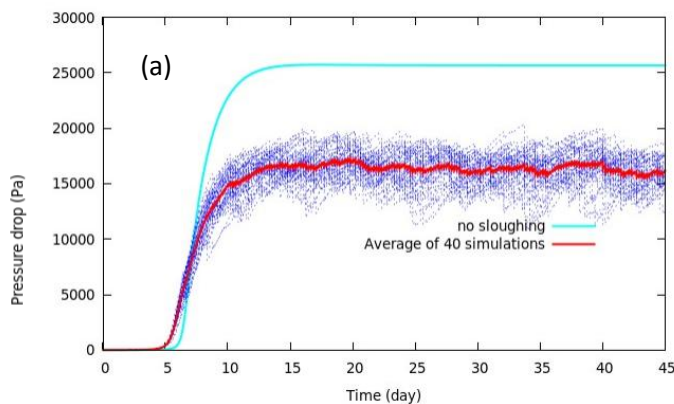 30000
(a)
25000
20000
15000
10000
5000
0
Pressure drop (Pa)
no sloughing
Average of 40 simulations
0 5 10 15 20 25 30 35 40 45
Time (day)